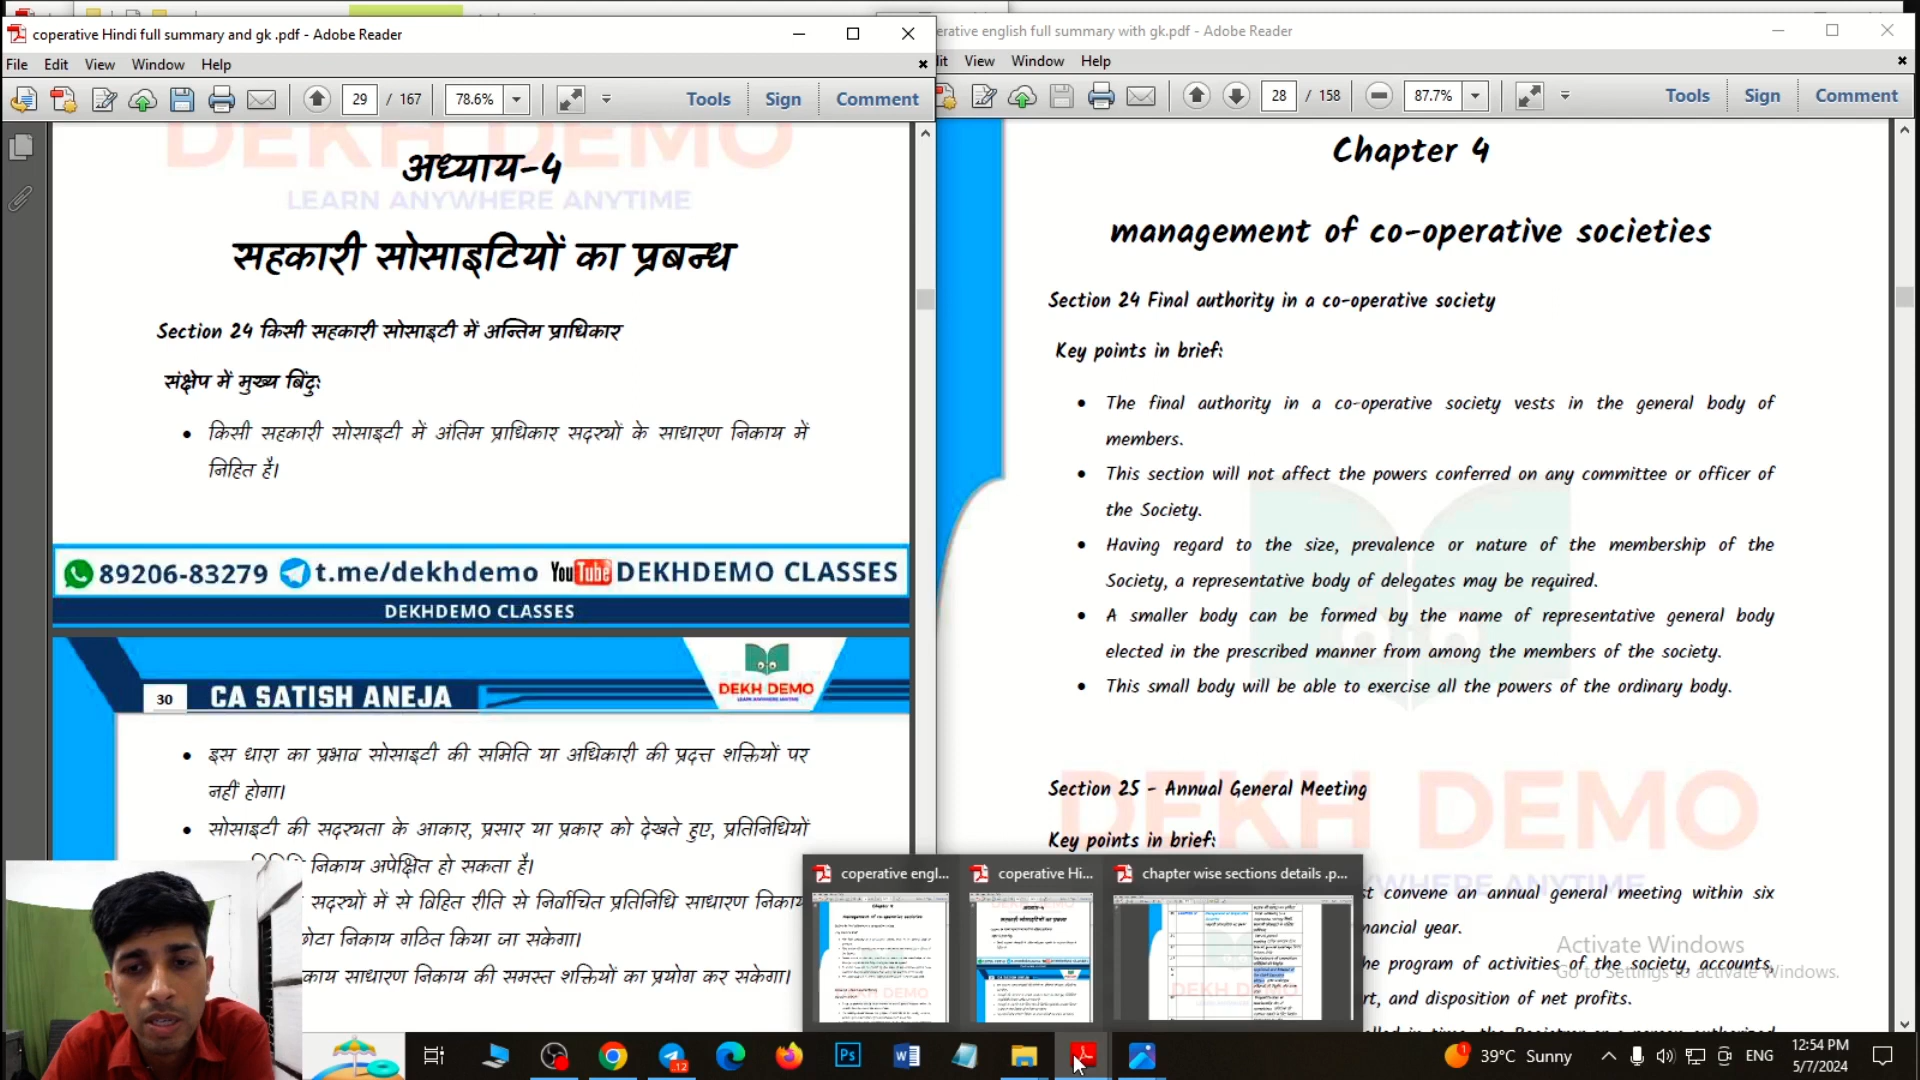 coperative Hindi full summary and gk .pdf - Adobe Reader
File Edit View Window Help
29 / 167 78.6% Tools Sign Comment
DEKH DEMO
LEARN ANYWHERE ANYTIME
अध्याय-4
सहकारी सोसाइटियों का प्रबन्ध
Section 24 किसी सहकारी सोसाइटी में अन्तिम प्राधिकार
संक्षेप में मुख्य बिंदु:
• किसी सहकारी सोसाइटी में अंतिम प्राधिकार सदस्यों के साधारण निकाय में
निहित है।
89206-83279 t.me/dekhdemo YouTube DEKHDEMO CLASSES
DEKHDEMO CLASSES
30 CA SATISH ANEJA
DEKH DEMO
LEARN ANYWHERE ANYTIME
• इस धारा का प्रभाव सोसाइटी की समिति या अधिकारी की प्रदत्त शक्तियों पर
नहीं होगा।
• सोसाइटी की सदस्यता के आकार, प्रसार या प्रकार को देखते हुए, प्रतिनिधियों
निकाय अपेक्षित हो सकता है।
सदस्यों में से विहित रीति से निर्वाचित प्रतिनिधि साधारण निकाय
निकाय गठित किया जा सकेगा।
साधारण निकाय की समस्त शक्तियों का प्रयोग कर सकेगा।
erative english full summary with gk.pdf - Adobe Reader
it View Window Help
28 / 158 87.7% Tools Sign Comment
Chapter 4
management of co-operative societies
Section 24 Final authority in a co-operative society
Key points in brief:
• The final authority in a co-operative society vests in the general body of
members.
• This section will not affect the powers conferred on any committee or officer of
the Society.
• Having regard to the size, prevalence or nature of the membership of the
Society, a representative body of delegates may be required.
• A smaller body can be formed by the name of representative general body
elected in the prescribed manner from among the members of the society.
• This small body will be able to exercise all the powers of the ordinary body.
DEKH DEMO
Section 25 - Annual General Meeting
Key points in brief:
st convene an annual general meeting within six
nancial year.
he program of activities of the society, accounts,
rt, and disposition of net profits.
Activate Windows
Go to Settings to activate Windows.
coperative engl... coperative Hi... chapter wise sections details .p...
39°C Sunny ENG 12:54 PM
5/7/2024